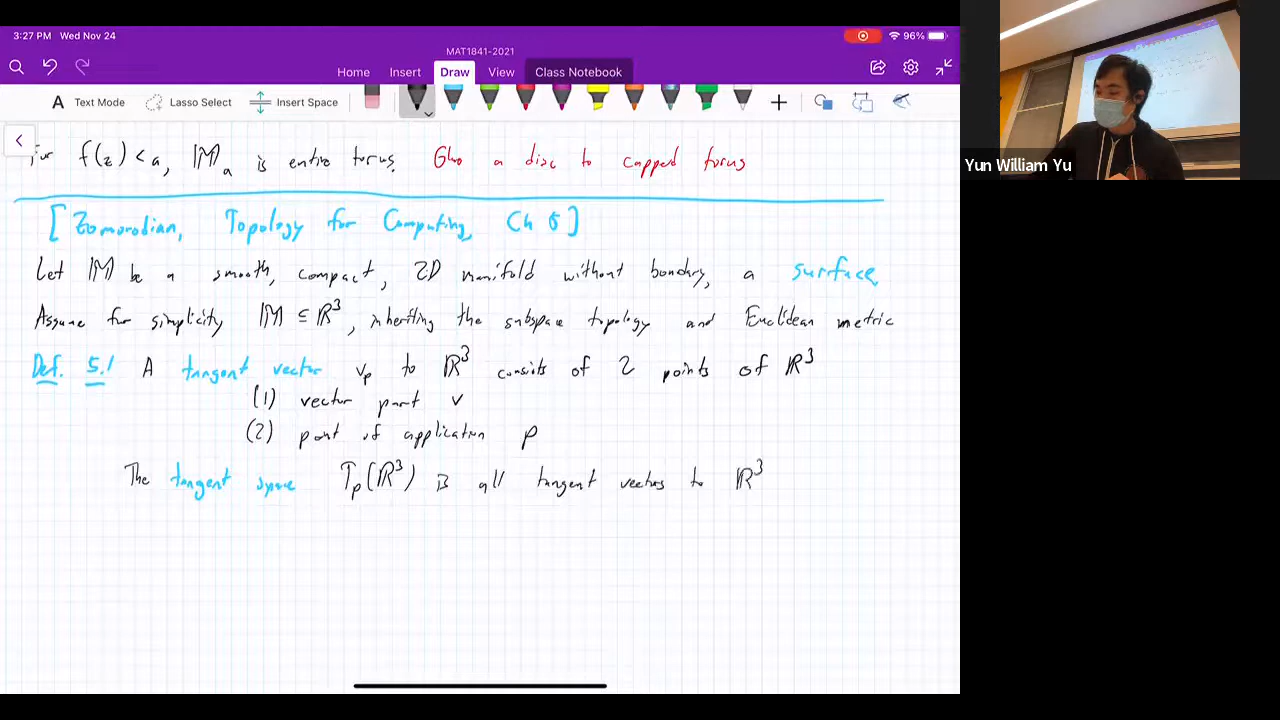 3:27 PM Wed Nov 24
96%
MAT1841-2021
Home Insert Draw View Class Notebook
Text Mode Lasso Select Insert Space
For f(z) < a, 𝕄ₐ is entire torus. Glue a disc to capped torus
[Zomorodian, Topology for Computing, Ch 5]
Let 𝕄 be a smooth, compact, 2D manifold without boundary, a surface.
Assume for simplicity 𝕄 ⊆ ℝ³, inheriting the subspace topology and Euclidean metric
Def. 5.1 A tangent vector vₚ to ℝ³ consists of 2 points of ℝ³
(1) vector part v
(2) point of application p
The tangent space Tₚ(ℝ³) is all tangent vectors to ℝ³
Yun William Yu